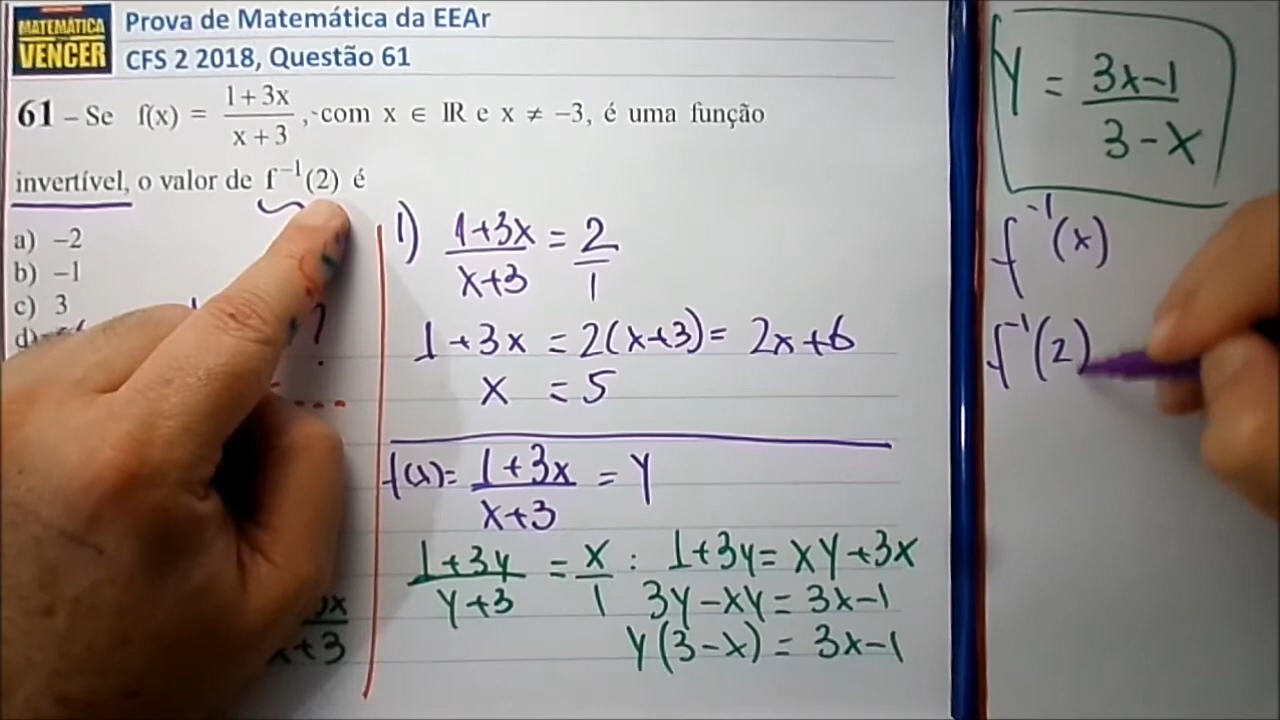 MATEMÁTICA
VENCER
Prova de Matemática da EEAr
CFS 2 2018, Questão 61
61 – Se f(x) = (1 + 3x)/(x + 3), com x ∈ IR e x ≠ −3, é uma função
invertível, o valor de f⁻¹(2) é
a) −2
b) −1
c) 3
d)
?
1) (1+3x)/(x+3) = 2/1
1+3x = 2(x+3) = 2x+6
x = 5
f(x) = (1+3x)/(x+3) = Y
(1+3y)/(y+3) = x/1 : 1+3y = xy+3x
3y-xy = 3x-1
y(3-x) = 3x-1
x+3
Y = (3x-1)/(3-x)
f⁻¹(x)
f⁻¹(2)